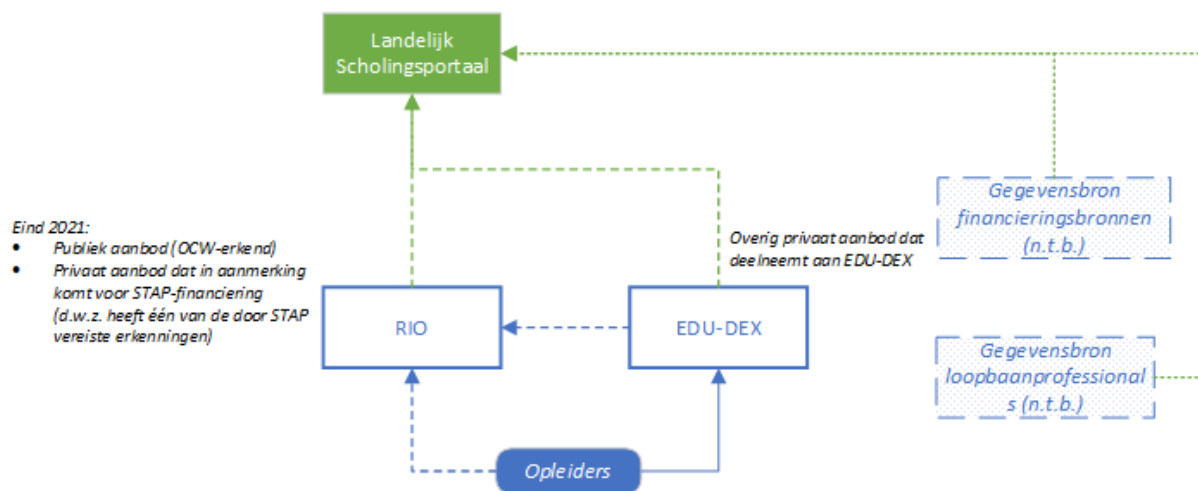 Landelijk
Scholingsportaal
Eind 2021:
• Publiek aanbod (OCW-erkend)
• Privaat aanbod dat in aanmerking
komt voor STAP-financiering
(d.w.z. heeft één van de door STAP
vereiste erkenningen)
Overig privaat aanbod dat
deelneemt aan EDU-DEX
Gegevensbron
financieringsbronnen
(n.t.b.)
RIO
EDU-DEX
Gegevensbron
loopbaanprofessional
s (n.t.b.)
Opleiders